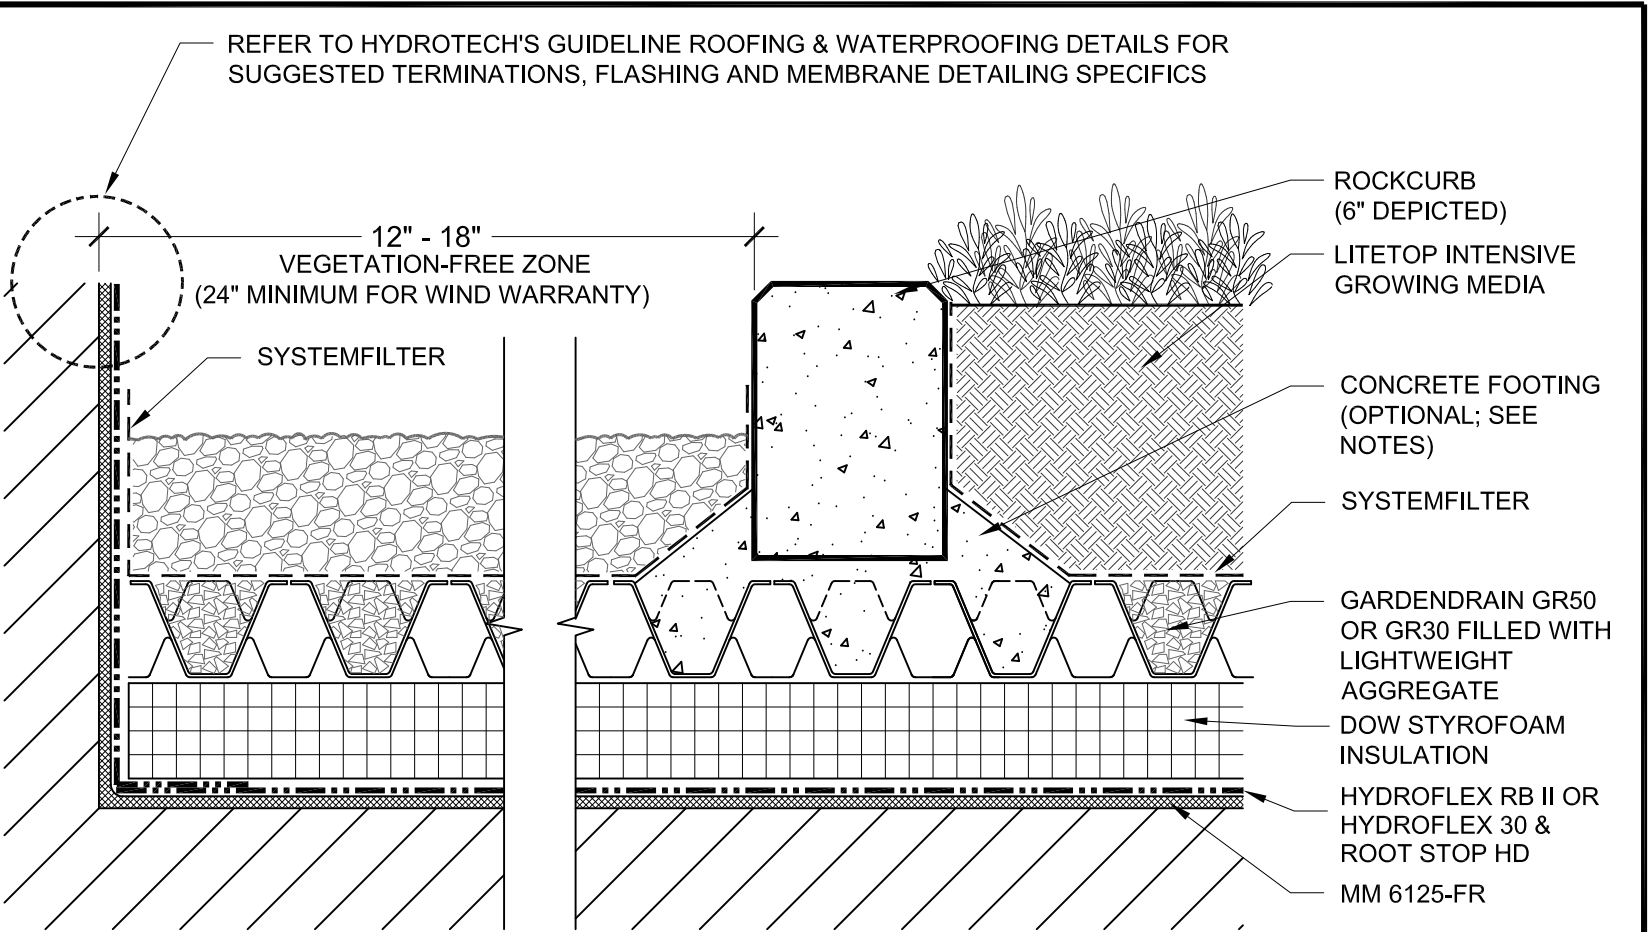 REFER TO HYDROTECH'S GUIDELINE ROOFING & WATERPROOFING DETAILS FOR
SUGGESTED TERMINATIONS, FLASHING AND MEMBRANE DETAILING SPECIFICS
12" - 18"
VEGETATION-FREE ZONE
(24" MINIMUM FOR WIND WARRANTY)
SYSTEMFILTER
ROCKCURB
(6" DEPICTED)
LITETOP INTENSIVE
GROWING MEDIA
CONCRETE FOOTING
(OPTIONAL; SEE
NOTES)
SYSTEMFILTER
GARDENDRAIN GR50
OR GR30 FILLED WITH
LIGHTWEIGHT
AGGREGATE
DOW STYROFOAM
INSULATION
HYDROFLEX RB II OR
HYDROFLEX 30 &
ROOT STOP HD
MM 6125-FR